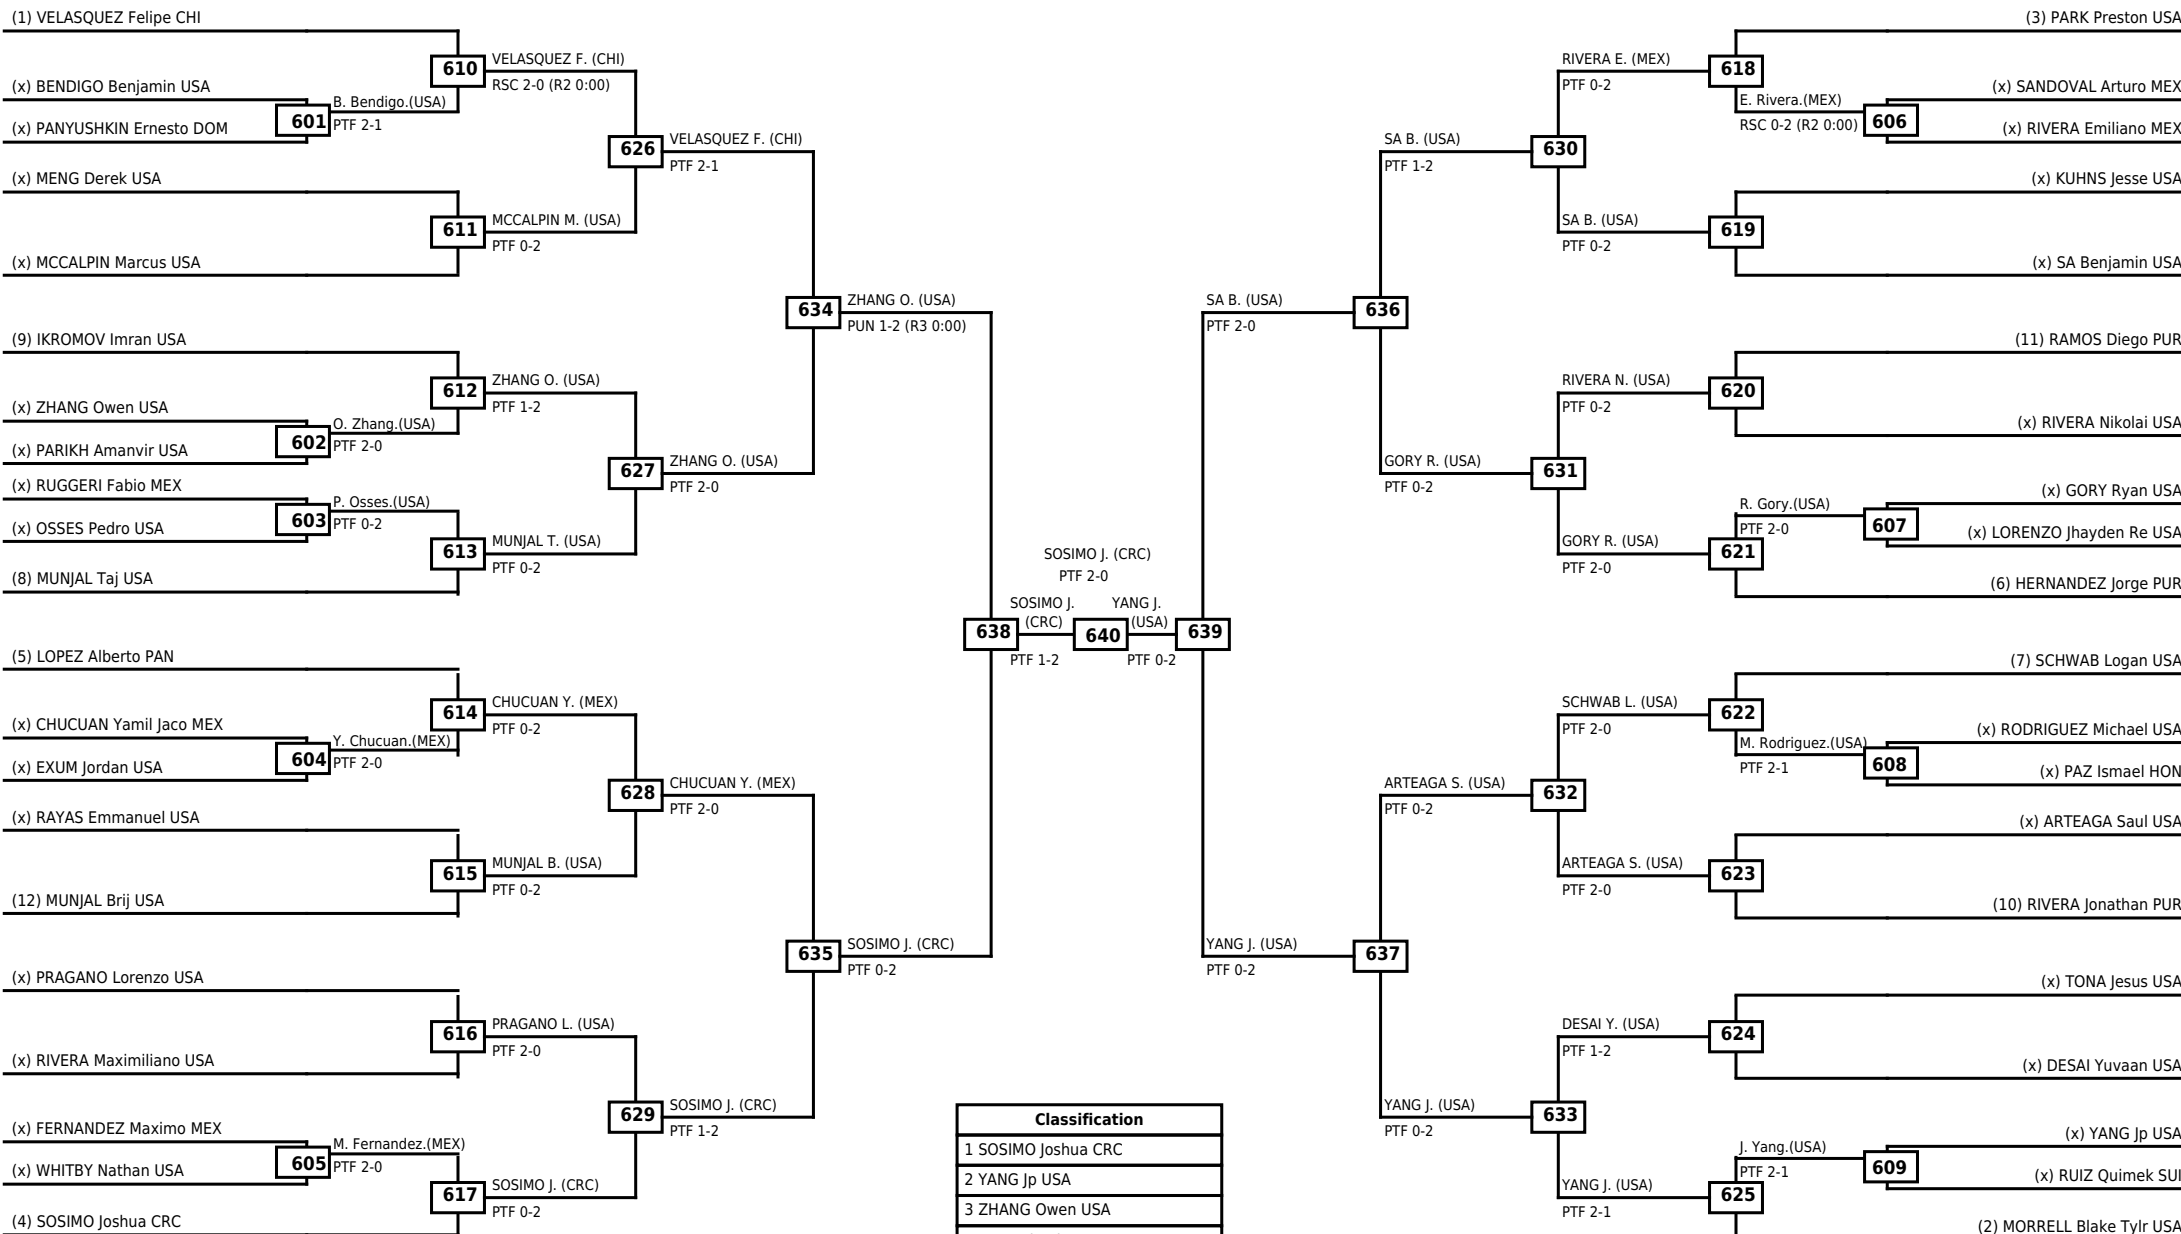 (1) VELASQUEZ Felipe CHI
610
VELASQUEZ F. (CHI)
RSC 2-0 (R2 0:00)
(x) BENDIGO Benjamin USA
601
B. Bendigo.(USA)
PTF 2-1
(x) PANYUSHKIN Ernesto DOM
626
VELASQUEZ F. (CHI)
PTF 2-1
(x) MENG Derek USA
611
MCCALPIN M. (USA)
PTF 0-2
(x) MCCALPIN Marcus USA
634
ZHANG O. (USA)
PUN 1-2 (R3 0:00)
(9) IKROMOV Imran USA
612
ZHANG O. (USA)
PTF 1-2
(x) ZHANG Owen USA
602
O. Zhang.(USA)
PTF 2-0
(x) PARIKH Amanvir USA
627
ZHANG O. (USA)
PTF 2-0
(x) RUGGERI Fabio MEX
603
P. Osses.(USA)
PTF 0-2
(x) OSSES Pedro USA
613
MUNJAL T. (USA)
PTF 0-2
(8) MUNJAL Taj USA
SOSIMO J. (CRC)
PTF 2-0
638
SOSIMO J.
(CRC)
PTF 1-2
640
YANG J.
(USA)
PTF 0-2
639
(5) LOPEZ Alberto PAN
614
CHUCUAN Y. (MEX)
PTF 0-2
(x) CHUCUAN Yamil Jaco MEX
604
Y. Chucuan.(MEX)
PTF 2-0
(x) EXUM Jordan USA
628
CHUCUAN Y. (MEX)
PTF 2-0
(x) RAYAS Emmanuel USA
615
MUNJAL B. (USA)
PTF 0-2
(12) MUNJAL Brij USA
635
SOSIMO J. (CRC)
PTF 0-2
(x) PRAGANO Lorenzo USA
616
PRAGANO L. (USA)
PTF 2-0
(x) RIVERA Maximiliano USA
629
SOSIMO J. (CRC)
PTF 1-2
(x) FERNANDEZ Maximo MEX
605
M. Fernandez.(MEX)
PTF 2-0
(x) WHITBY Nathan USA
617
SOSIMO J. (CRC)
PTF 0-2
(4) SOSIMO Joshua CRC
(3) PARK Preston USA
RIVERA E. (MEX)
PTF 0-2
618
(x) SANDOVAL Arturo MEX
E. Rivera.(MEX)
RSC 0-2 (R2 0:00)
606
(x) RIVERA Emiliano MEX
SA B. (USA)
PTF 1-2
630
(x) KUHNS Jesse USA
SA B. (USA)
PTF 0-2
619
(x) SA Benjamin USA
SA B. (USA)
PTF 2-0
636
(11) RAMOS Diego PUR
RIVERA N. (USA)
PTF 0-2
620
(x) RIVERA Nikolai USA
GORY R. (USA)
PTF 0-2
631
(x) GORY Ryan USA
R. Gory.(USA)
PTF 2-0
607
(x) LORENZO Jhayden Re USA
GORY R. (USA)
PTF 2-0
621
(6) HERNANDEZ Jorge PUR
(7) SCHWAB Logan USA
SCHWAB L. (USA)
PTF 2-0
622
(x) RODRIGUEZ Michael USA
M. Rodriguez.(USA)
PTF 2-1
608
(x) PAZ Ismael HON
ARTEAGA S. (USA)
PTF 0-2
632
(x) ARTEAGA Saul USA
ARTEAGA S. (USA)
PTF 2-0
623
(10) RIVERA Jonathan PUR
YANG J. (USA)
PTF 0-2
637
(x) TONA Jesus USA
DESAI Y. (USA)
PTF 1-2
624
(x) DESAI Yuvaan USA
YANG J. (USA)
PTF 0-2
633
(x) YANG Jp USA
J. Yang.(USA)
PTF 2-1
609
(x) RUIZ Quimek SUI
YANG J. (USA)
PTF 2-1
625
(2) MORRELL Blake Tylr USA
Classification
1 SOSIMO Joshua CRC
2 YANG Jp USA
3 ZHANG Owen USA